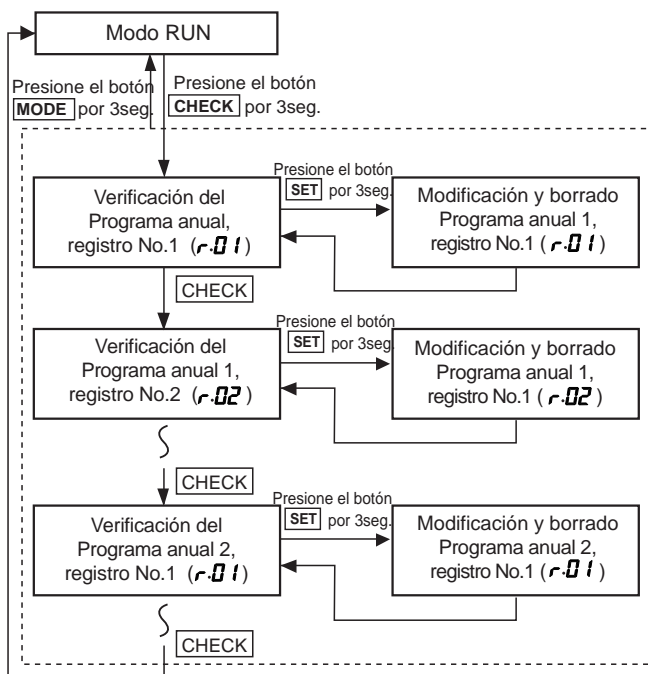 Modo RUN
Presione el botón
MODE por 3seg.
Presione el botón
CHECK por 3seg.
Verificación del
Programa anual,
registro No.1 (r.01)
Presione el botón
SET por 3seg.
Modificación y borrado
Programa anual 1,
registro No.1 (r.01)
CHECK
Verificación del
Programa anual 1,
registro No.2 (r.02)
Presione el botón
SET por 3seg.
Modificación y borrado
Programa anual 1,
registro No.1 (r.02)
CHECK
Verificación del
Programa anual 2,
registro No.1 (r.01)
Presione el botón
SET por 3seg.
Modificación y borrado
Programa anual 2,
registro No.1 (r.01)
CHECK